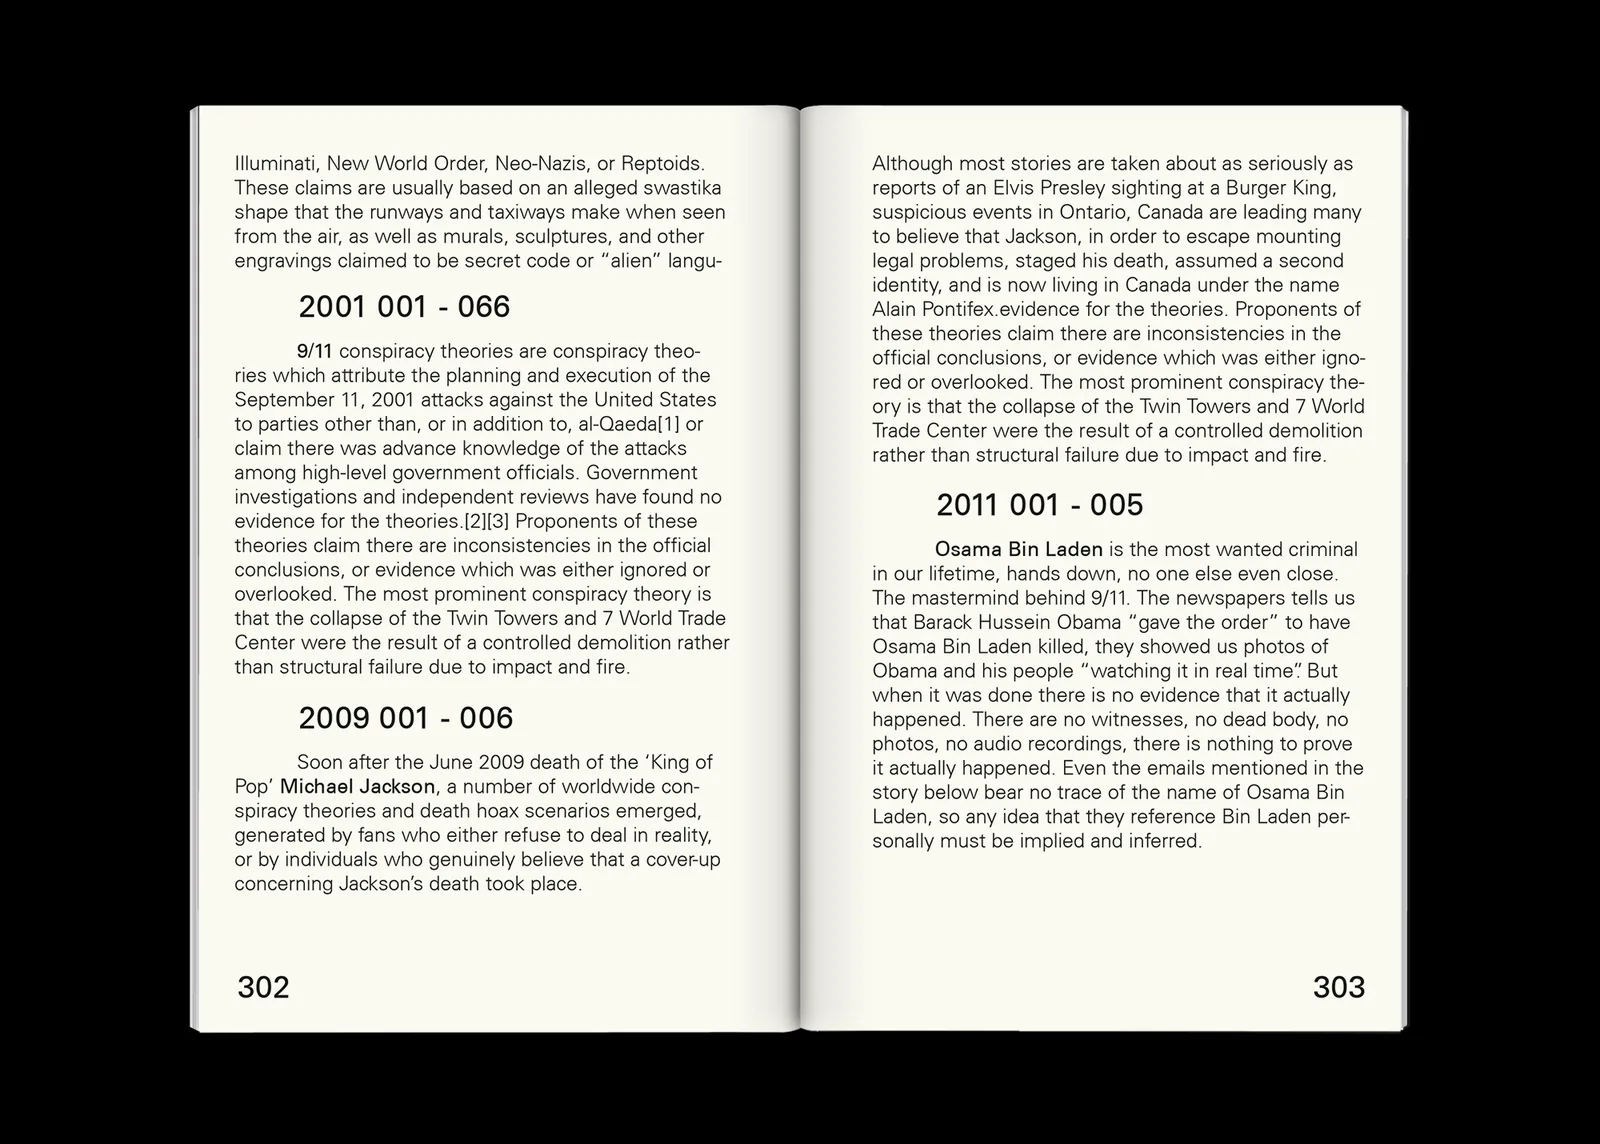 Illuminati, New World Order, Neo-Nazis, or Reptoids.
These claims are usually based on an alleged swastika
shape that the runways and taxiways make when seen
from the air, as well as murals, sculptures, and other
engravings claimed to be secret code or “alien” langu-
2001 001 - 066
9/11 conspiracy theories are conspiracy theo-
ries which attribute the planning and execution of the
September 11, 2001 attacks against the United States
to parties other than, or in addition to, al-Qaeda[1] or
claim there was advance knowledge of the attacks
among high-level government officials. Government
investigations and independent reviews have found no
evidence for the theories.[2][3] Proponents of these
theories claim there are inconsistencies in the official
conclusions, or evidence which was either ignored or
overlooked. The most prominent conspiracy theory is
that the collapse of the Twin Towers and 7 World Trade
Center were the result of a controlled demolition rather
than structural failure due to impact and fire.
2009 001 - 006
Soon after the June 2009 death of the ‘King of
Pop’ Michael Jackson, a number of worldwide con-
spiracy theories and death hoax scenarios emerged,
generated by fans who either refuse to deal in reality,
or by individuals who genuinely believe that a cover-up
concerning Jackson’s death took place.
302
Although most stories are taken about as seriously as
reports of an Elvis Presley sighting at a Burger King,
suspicious events in Ontario, Canada are leading many
to believe that Jackson, in order to escape mounting
legal problems, staged his death, assumed a second
identity, and is now living in Canada under the name
Alain Pontifex.evidence for the theories. Proponents of
these theories claim there are inconsistencies in the
official conclusions, or evidence which was either igno-
red or overlooked. The most prominent conspiracy the-
ory is that the collapse of the Twin Towers and 7 World
Trade Center were the result of a controlled demolition
rather than structural failure due to impact and fire.
2011 001 - 005
Osama Bin Laden is the most wanted criminal
in our lifetime, hands down, no one else even close.
The mastermind behind 9/11. The newspapers tells us
that Barack Hussein Obama “gave the order” to have
Osama Bin Laden killed, they showed us photos of
Obama and his people “watching it in real time”. But
when it was done there is no evidence that it actually
happened. There are no witnesses, no dead body, no
photos, no audio recordings, there is nothing to prove
it actually happened. Even the emails mentioned in the
story below bear no trace of the name of Osama Bin
Laden, so any idea that they reference Bin Laden per-
sonally must be implied and inferred.
303